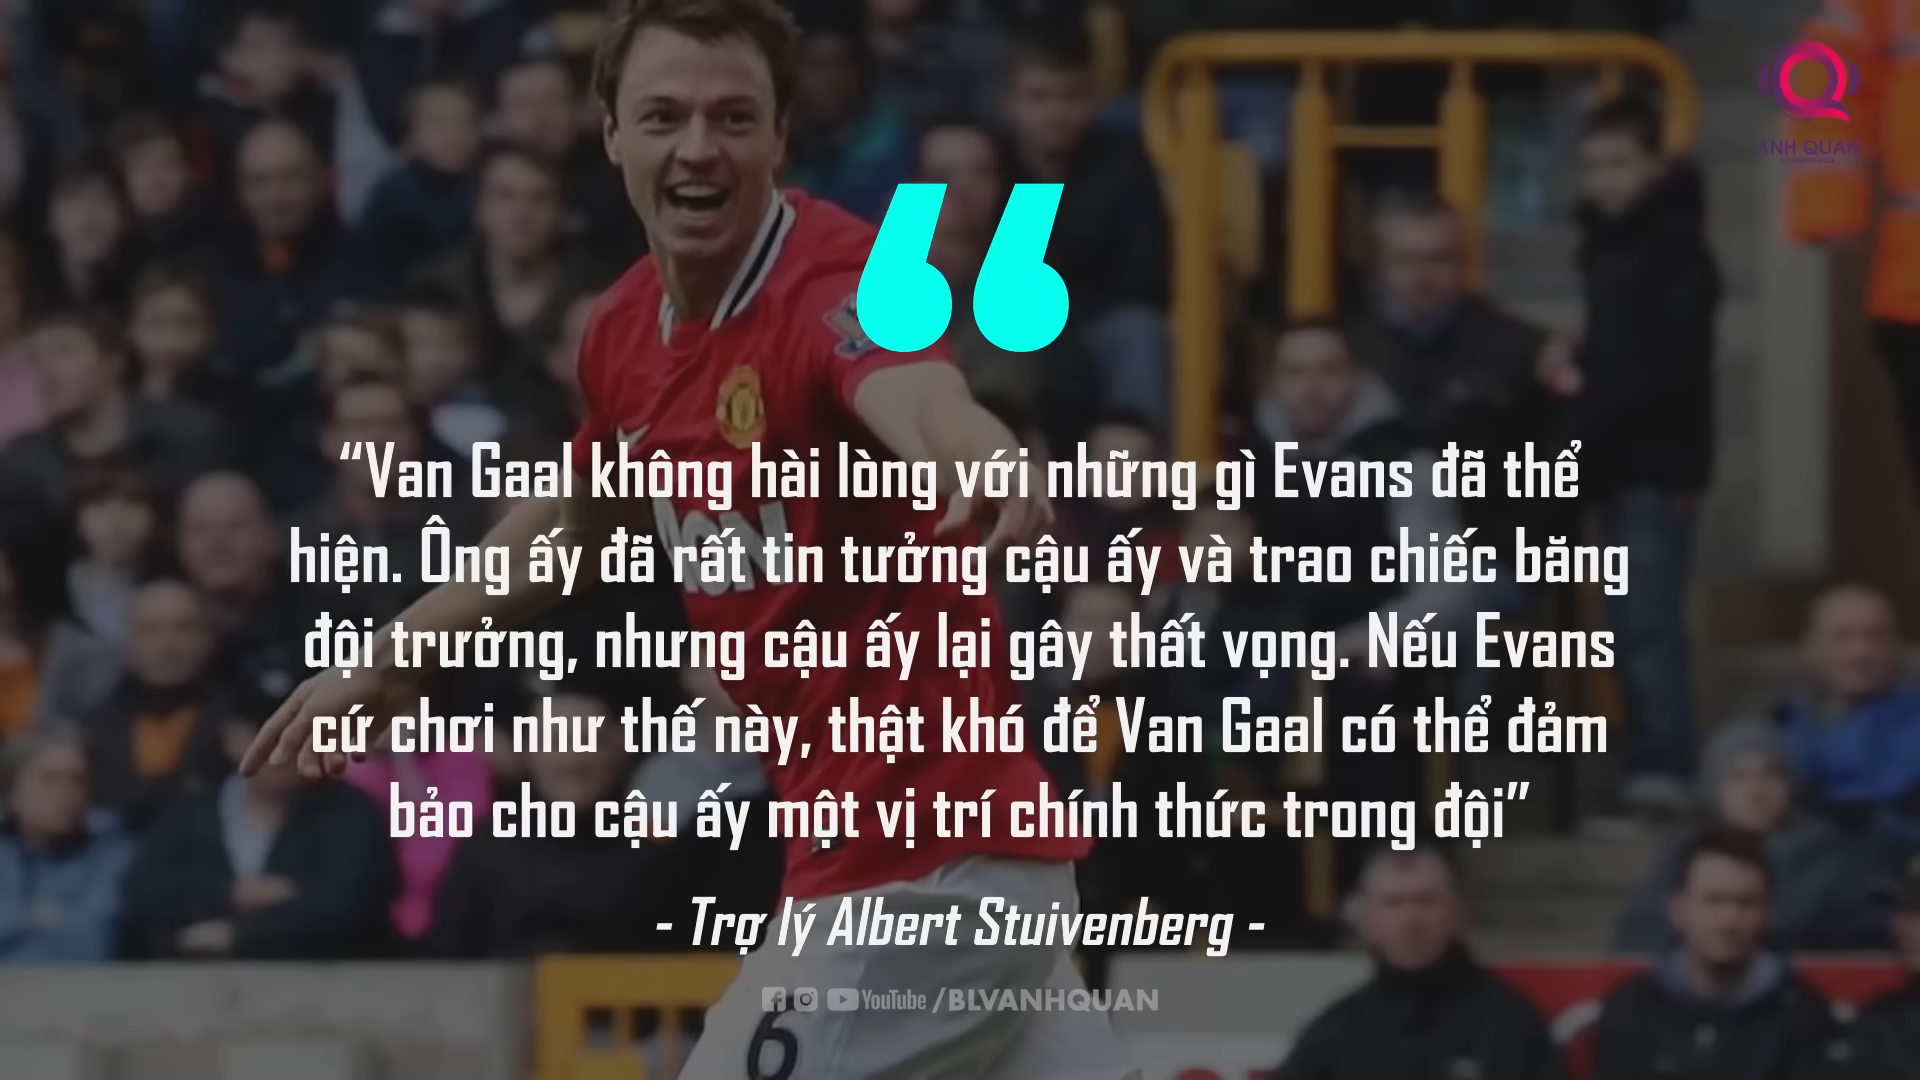 ANH QUAN
“Van Gaal không hài lòng với những gì Evans đã thể
hiện. Ông ấy đã rất tin tưởng cậu ấy và trao chiếc băng
đội trưởng, nhưng cậu ấy lại gây thất vọng. Nếu Evans
cứ chơi như thế này, thật khó để Van Gaal có thể đảm
bảo cho cậu ấy một vị trí chính thức trong đội”
- Trợ lý Albert Stuivenberg -
YouTube /BLVANHQUAN
6